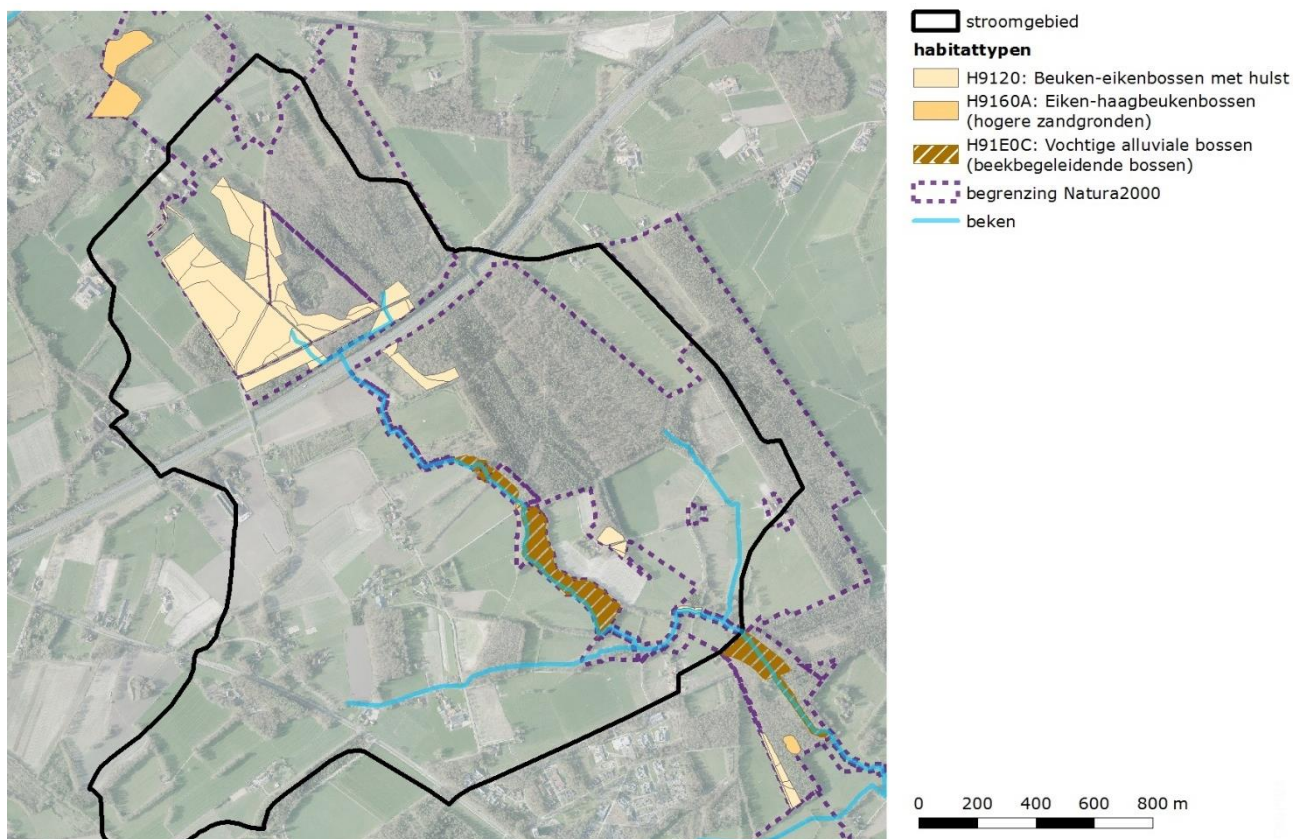 stroomgebied
habitattypen
H9120: Beuken-eikenbossen met hulst
H9160A: Eiken-haagbeukenbossen
(hogere zandgronden)
H91E0C: Vochtige alluviale bossen
(beekbegeleidende bossen)
begrenzing Natura2000
beken
0 200 400 600 800 m